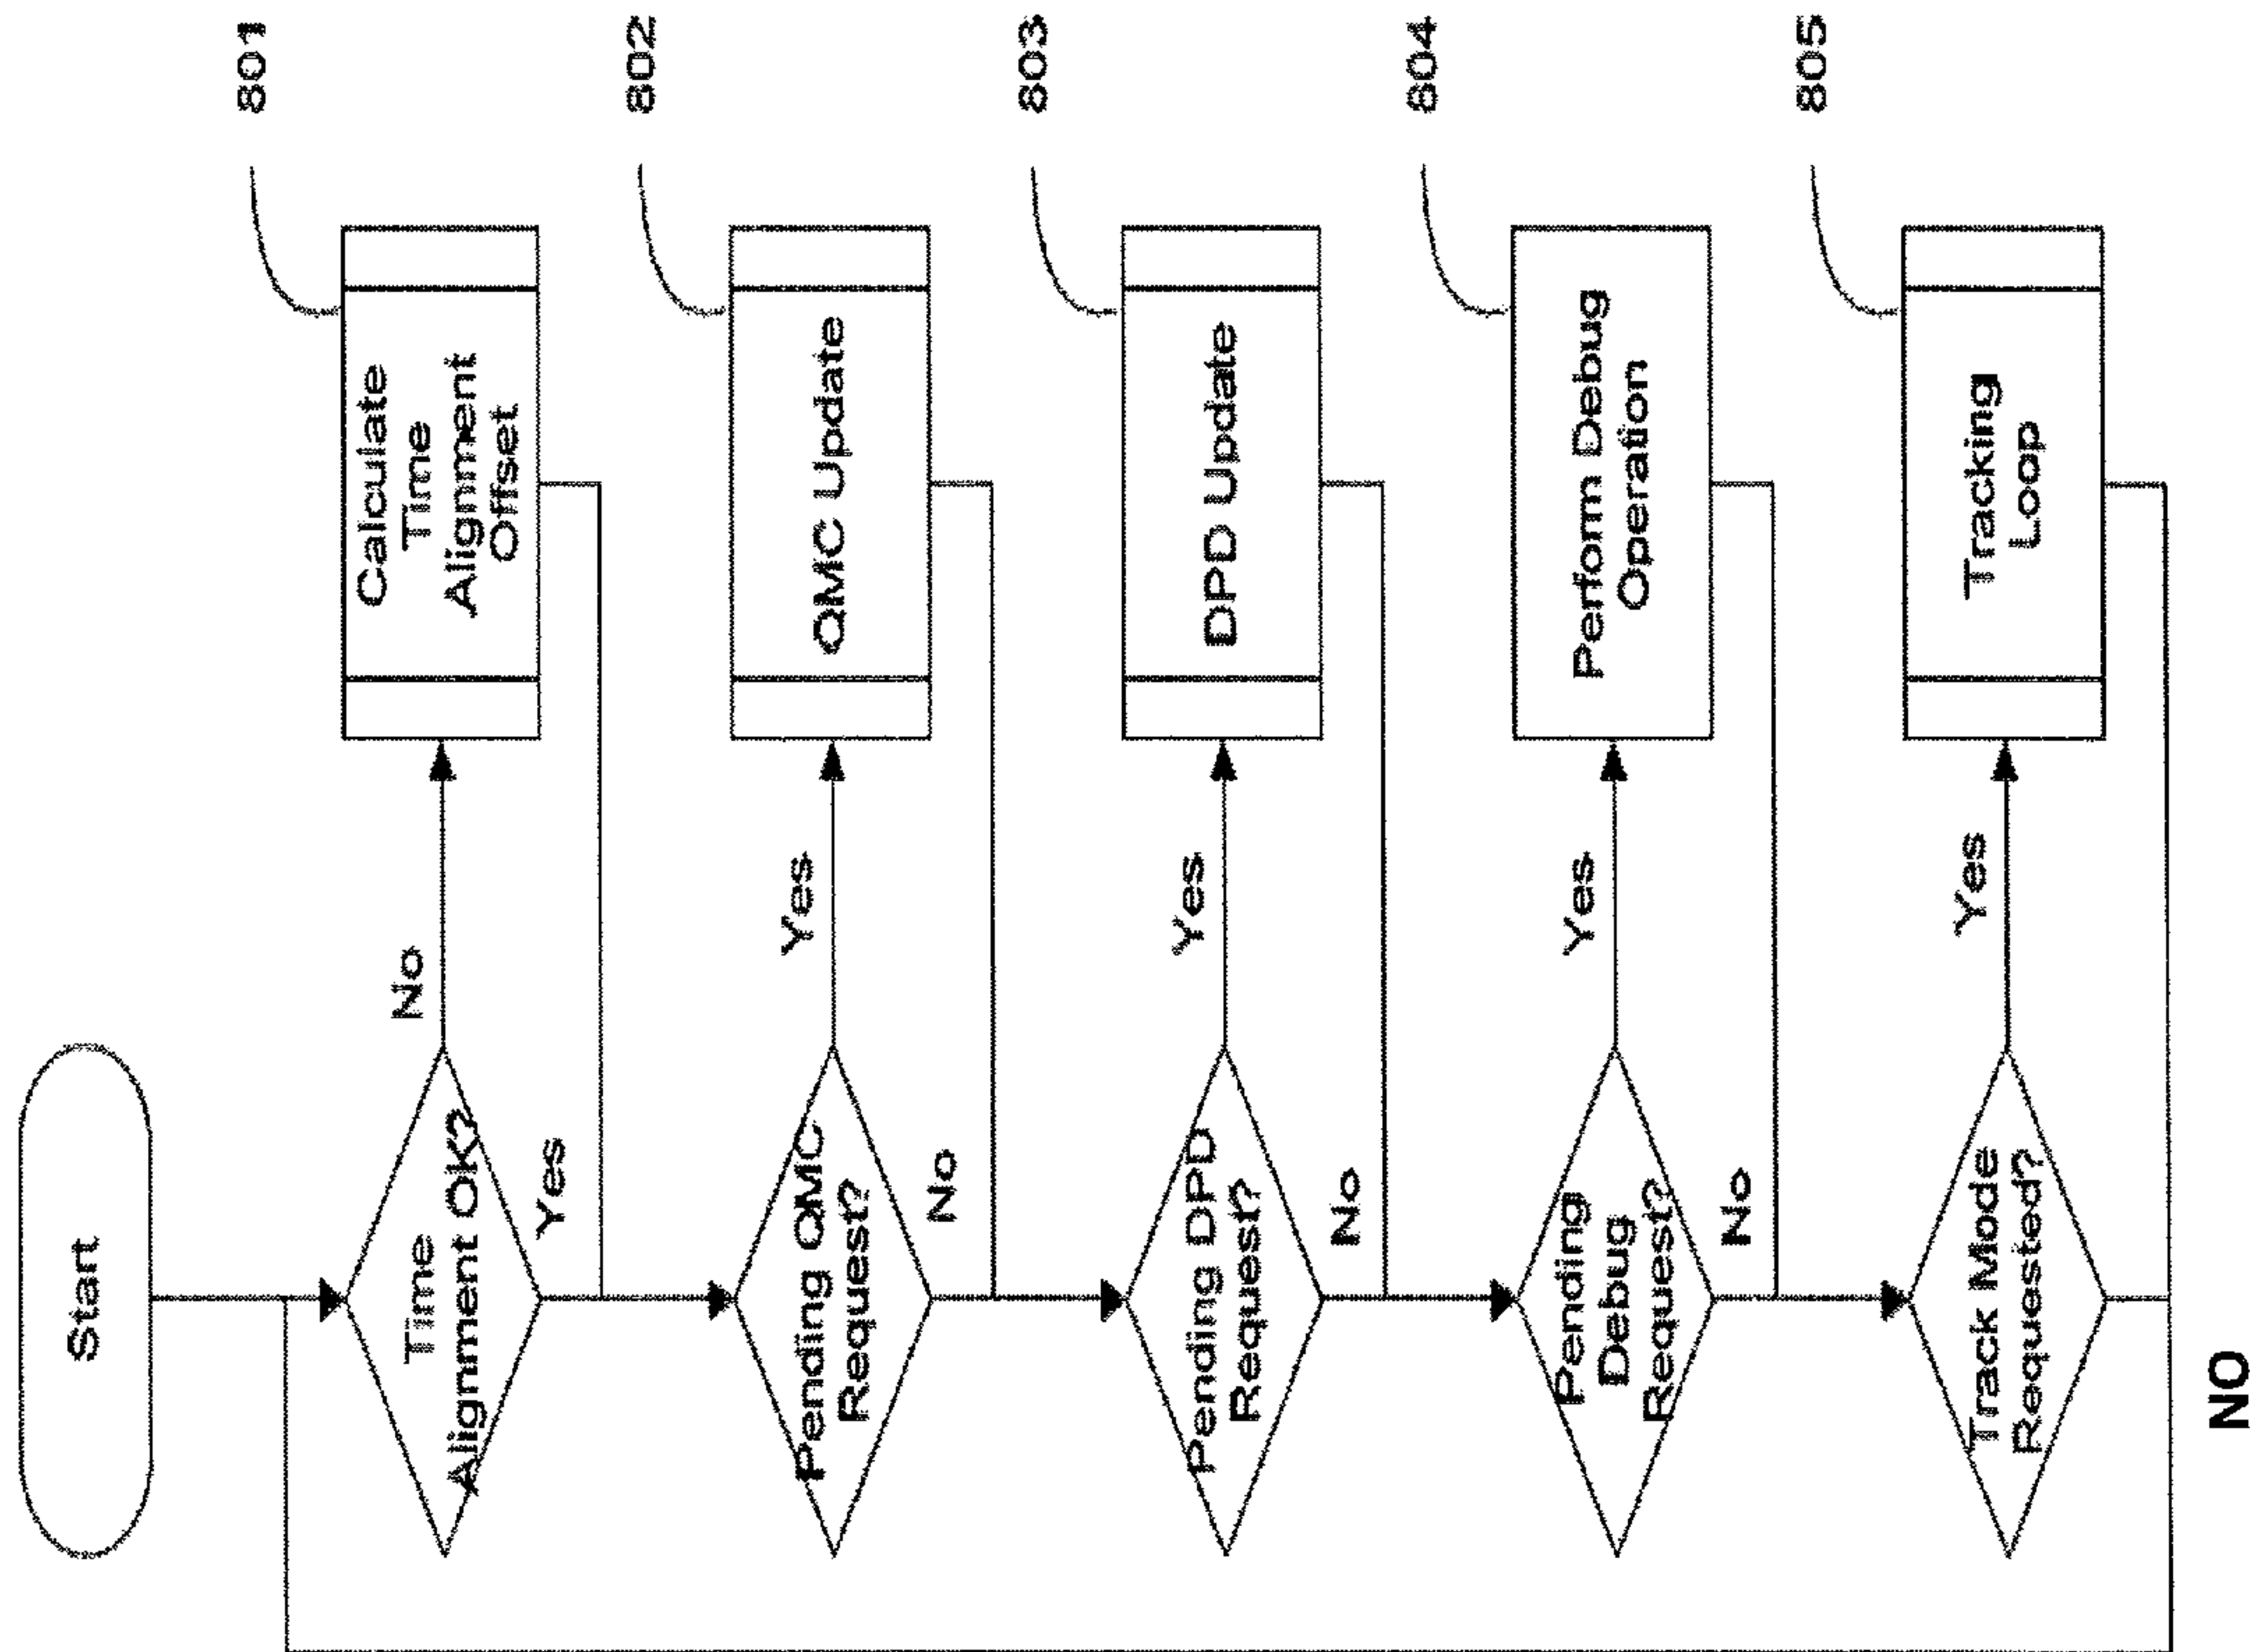 Start
Time
Alignment OK?
No
Yes
Calculate
Time
Alignment
Offset
801
Pending QMC
Request?
Yes
No
QMC Update
802
Pending DPD
Request?
Yes
No
DPD Update
803
Pending
Debug
Request?
Yes
No
Perform Debug
Operation
804
Track Mode
Requested?
Yes
NO
Tracking
Loop
805